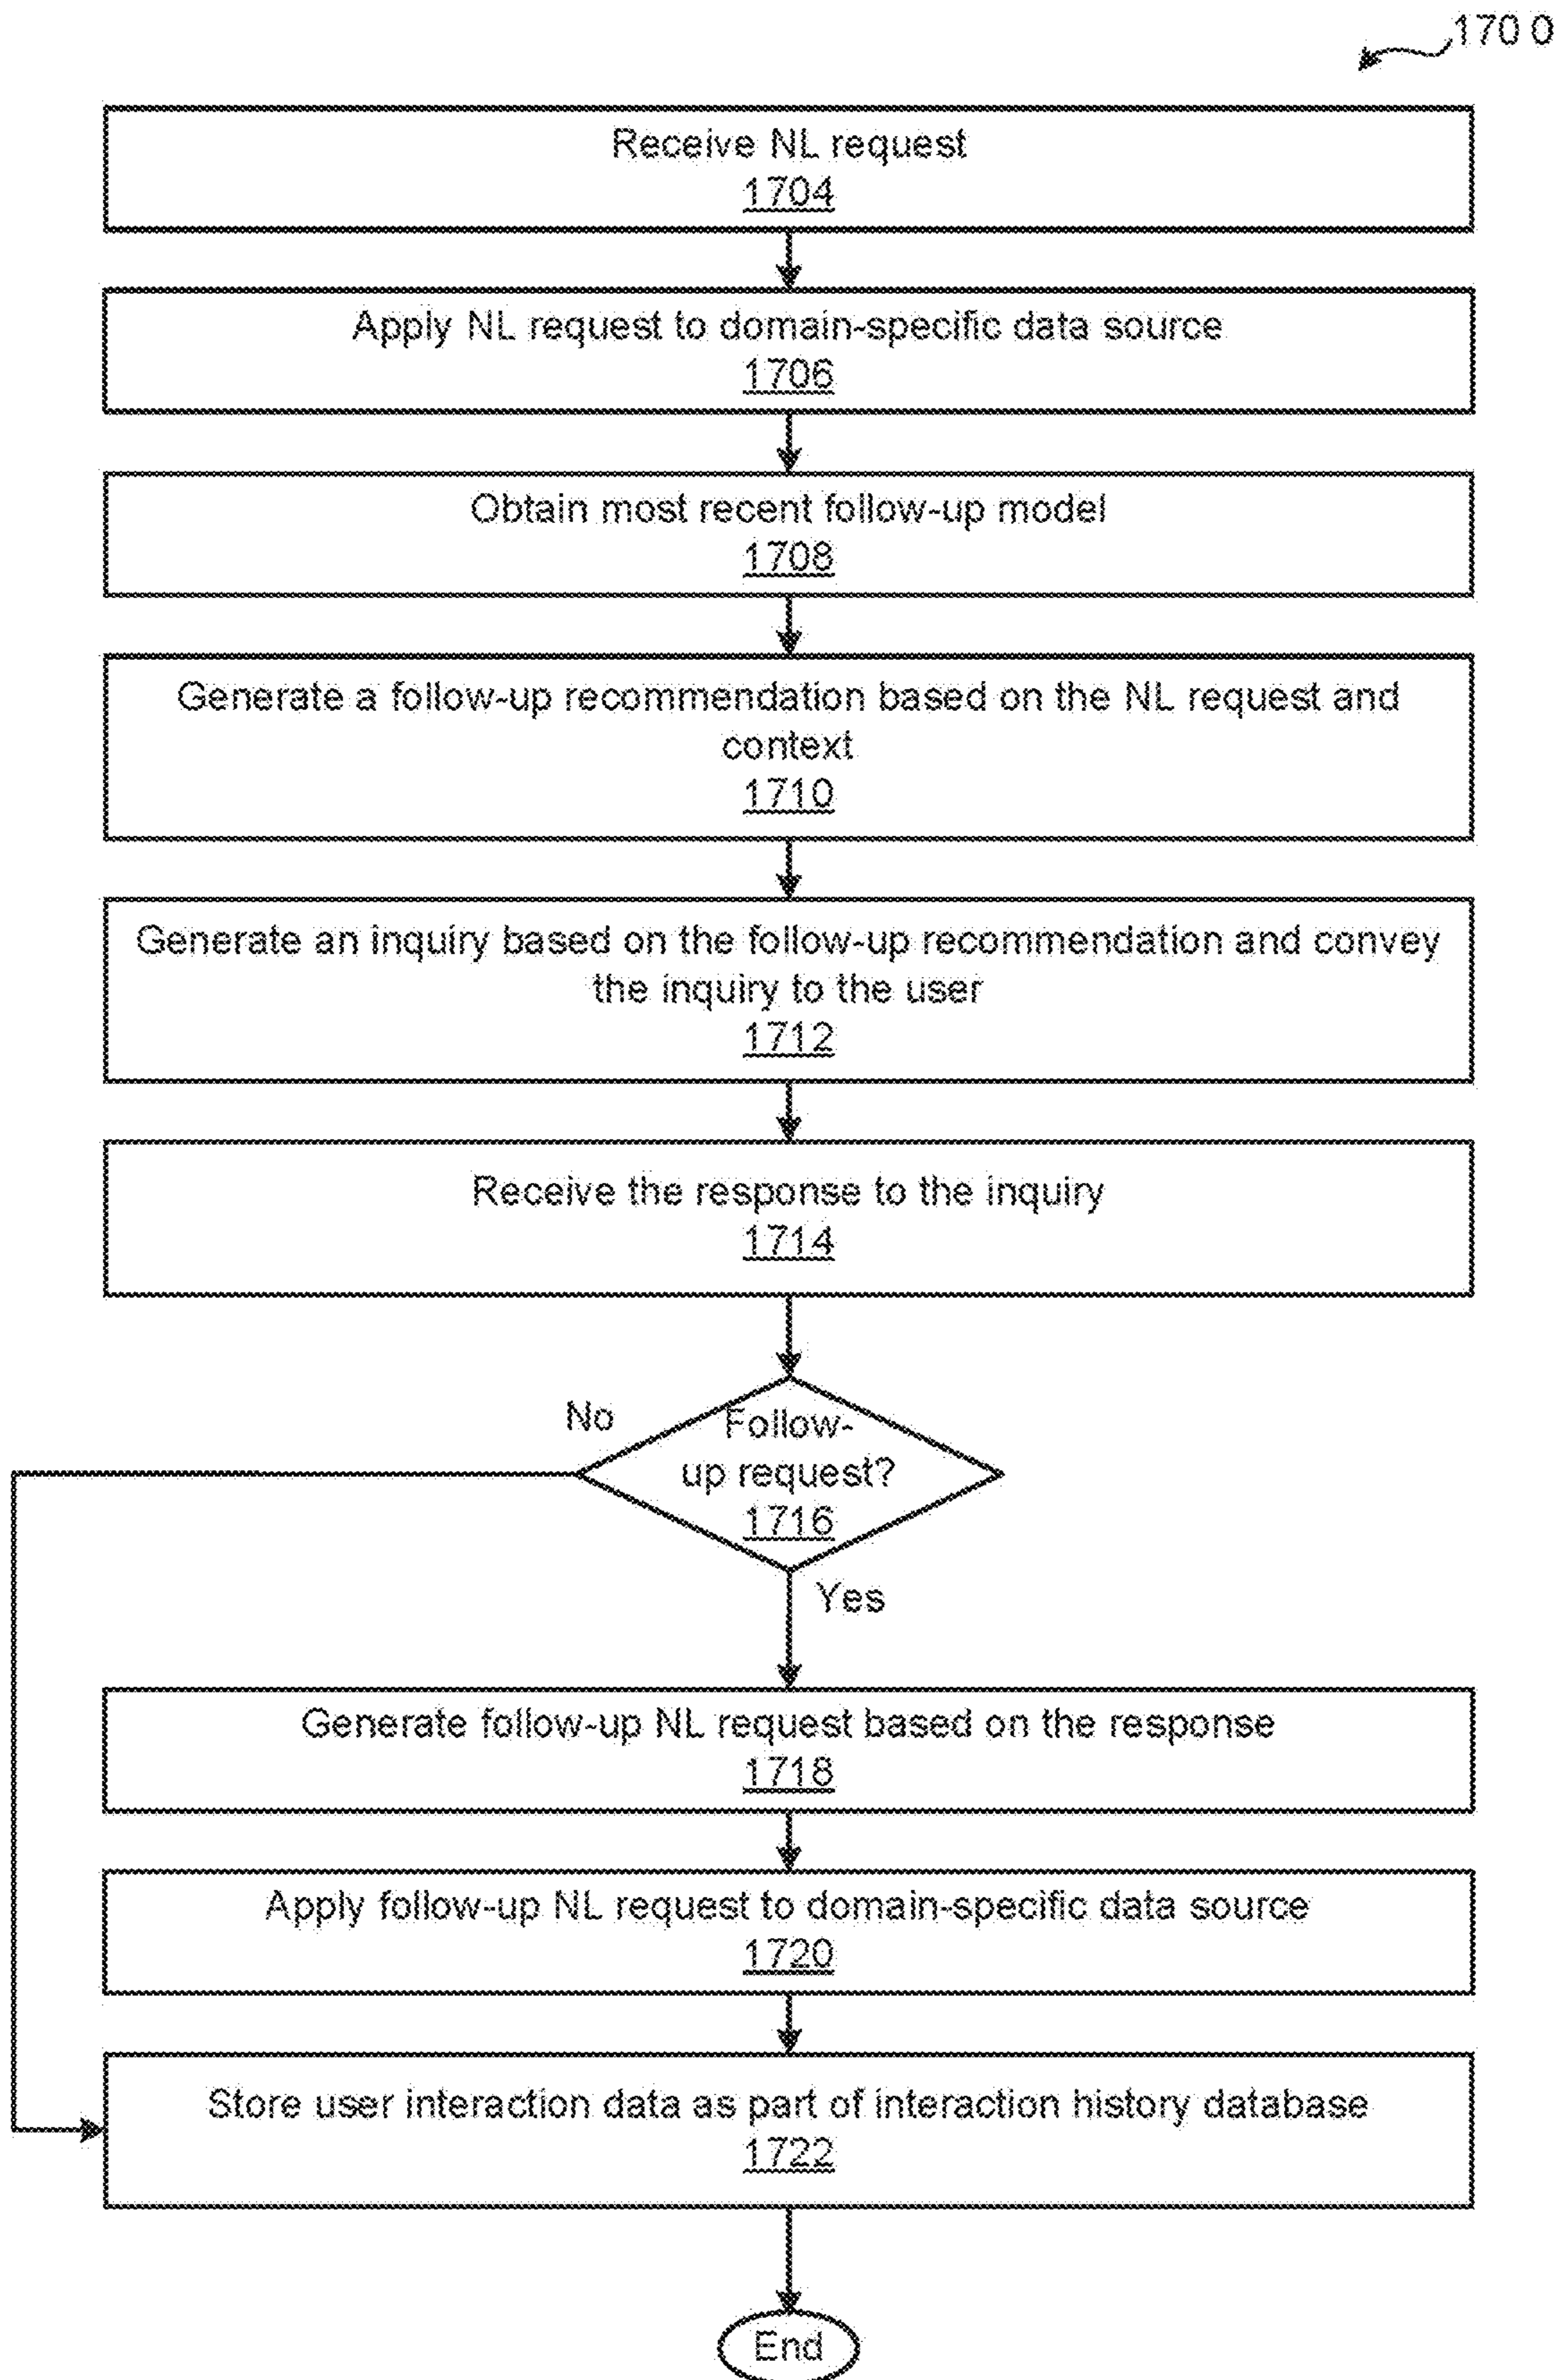 170 0
Receive NL request
1704
Apply NL request to domain-specific data source
1706
Obtain most recent follow-up model
1708
Generate a follow-up recommendation based on the NL request and
context
1710
Generate an inquiry based on the follow-up recommendation and convey
the inquiry to the user
1712
Receive the response to the inquiry
1714
No
Follow-
up request?
1716
Yes
Generate follow-up NL request based on the response
1718
Apply follow-up NL request to domain-specific data source
1720
Store user interaction data as part of interaction history database
1722
End